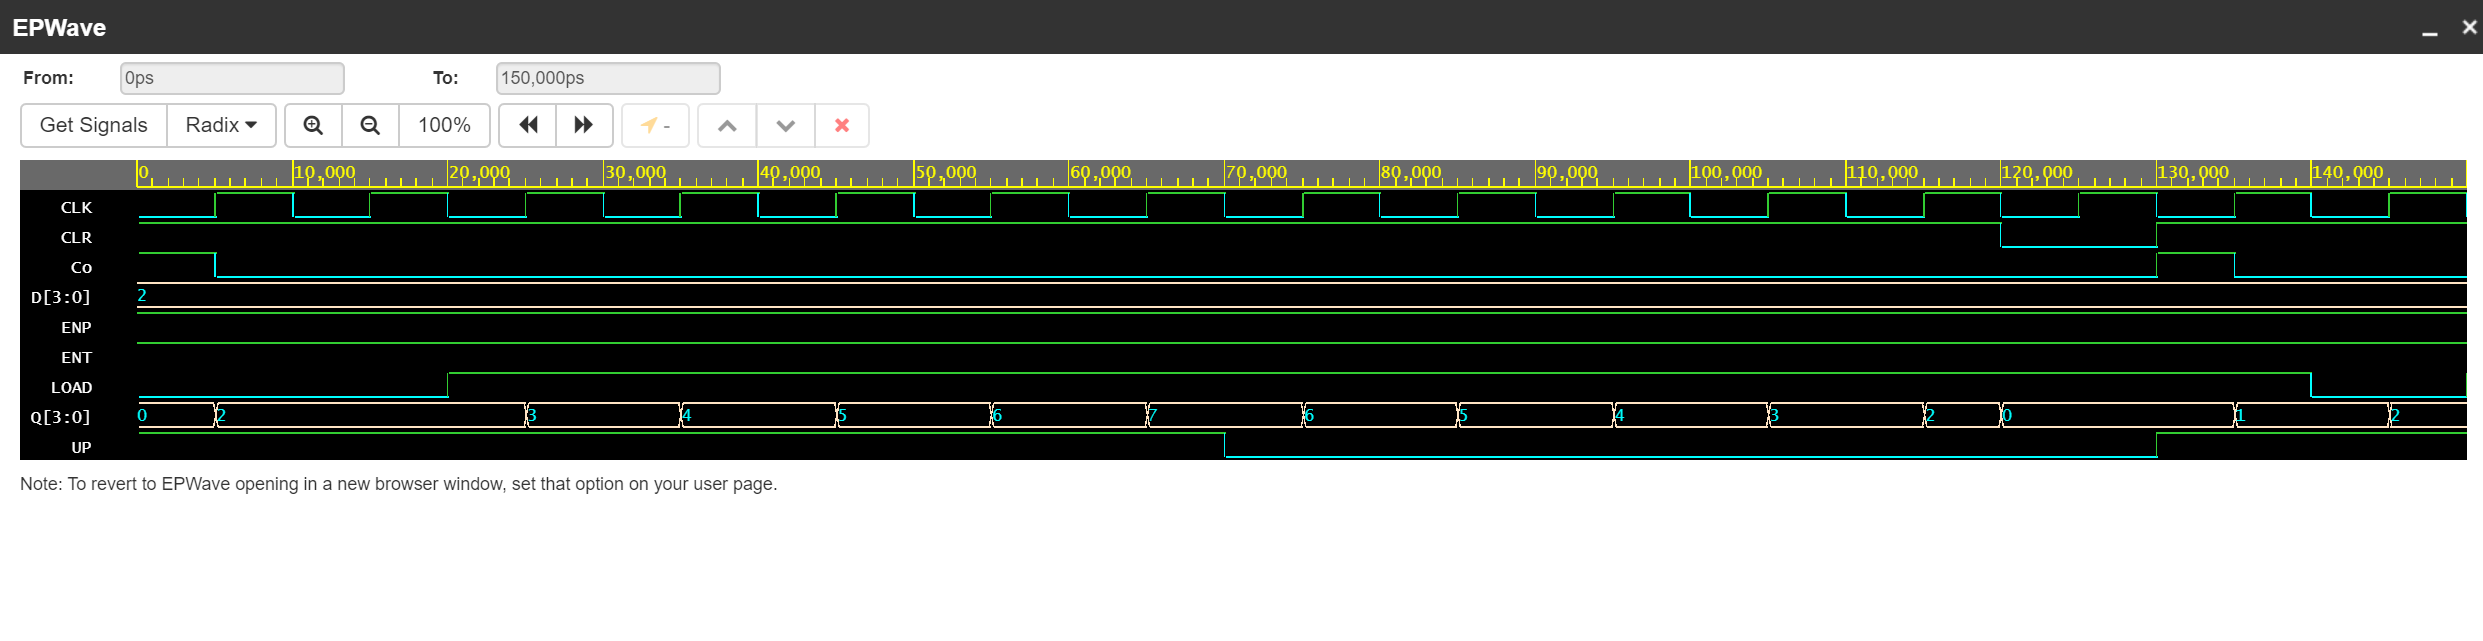 EPWave
From: 0ps To: 150,000ps
Get Signals Radix 100% -
0 10,000 20,000 30,000 40,000 50,000 60,000 70,000 80,000 90,000 100,000 110,000 120,000 130,000 140,000
CLK
CLR
Co
D[3:0] 2
ENP
ENT
LOAD
Q[3:0] 0 2 3 4 5 6 7 6 5 4 3 2 0 1 2
UP
Note: To revert to EPWave opening in a new browser window, set that option on your user page.